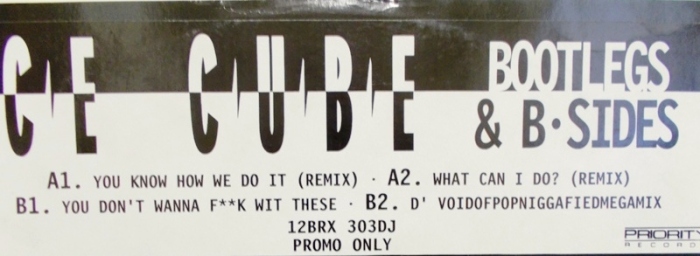 CE CUBE BOOTLEGS
& B·SIDES
A1. YOU KNOW HOW WE DO IT (REMIX) · A2. WHAT CAN I DO? (REMIX)
B1. YOU DON'T WANNA F**K WIT THESE · B2. D' VOIDOFPOPNIGGAFIEDMEGAMIX
12BRX 303DJ
PROMO ONLY
PRIORITY
RECORDS